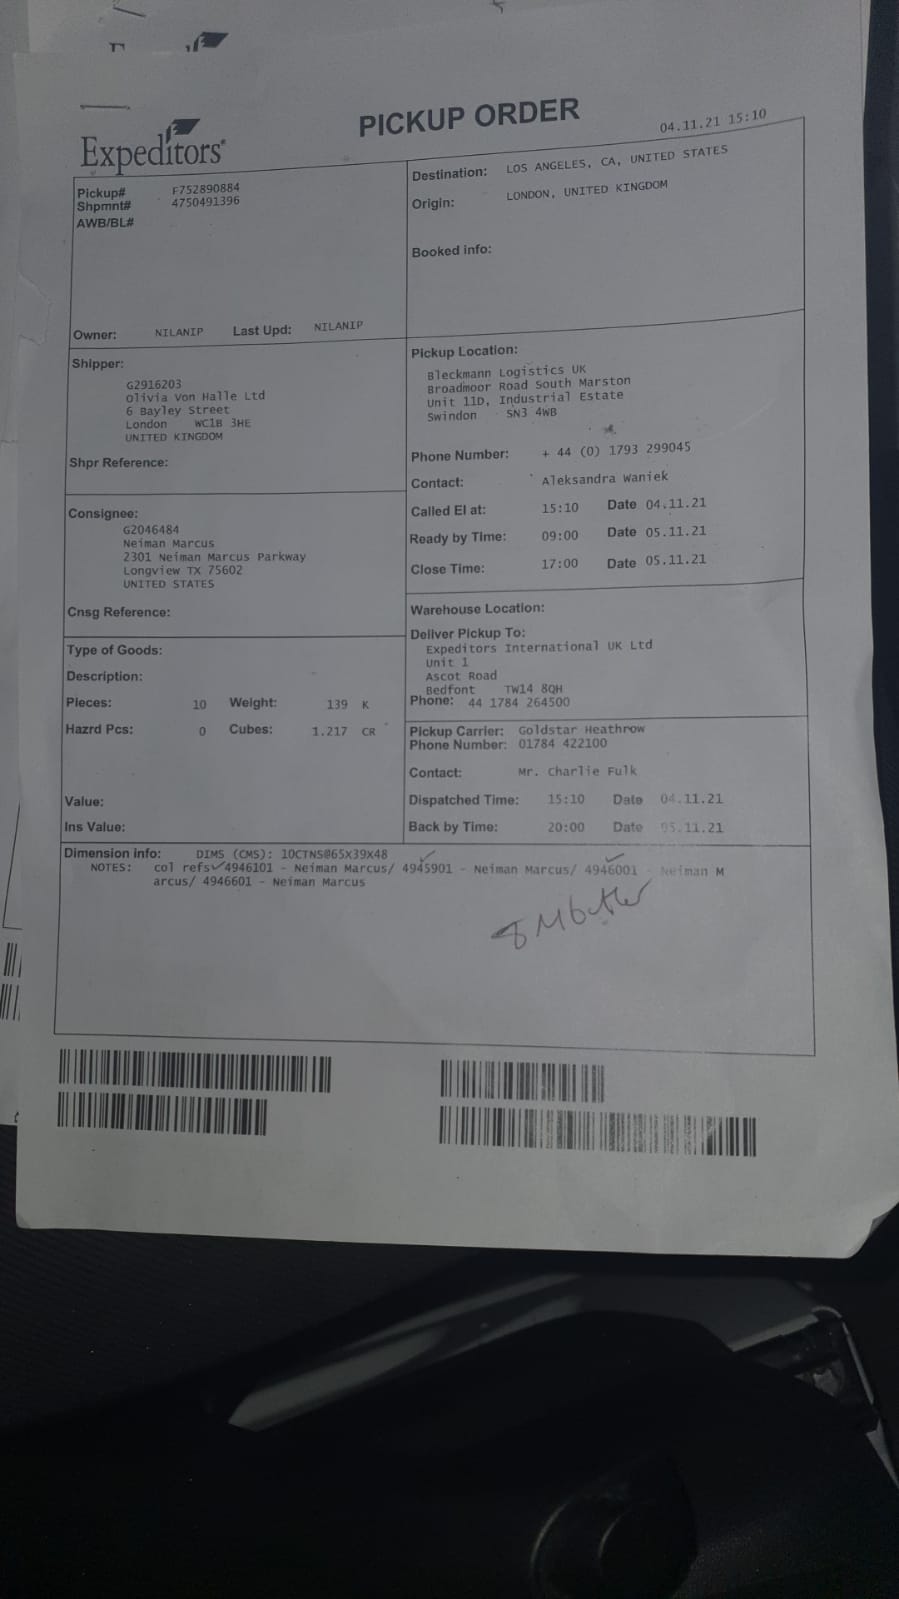 Expeditors
PICKUP ORDER
04.11.21 15:10
Pickup# F752890884
Shpmnt# 4750491396
AWB/BL#
Owner: NILANIP Last Upd: NILANIP
Destination: LOS ANGELES, CA, UNITED STATES
Origin: LONDON, UNITED KINGDOM
Booked info:
Shipper:
G2916203
Olivia Von Halle Ltd
6 Bayley Street
London WC1B 3HE
UNITED KINGDOM
Shpr Reference:
Consignee:
G2046484
Neiman Marcus
2301 Neiman Marcus Parkway
Longview TX 75602
UNITED STATES
Cnsg Reference:
Type of Goods:
Description:
Pieces: 10 Weight: 139 K
Hazrd Pcs: 0 Cubes: 1.217 CR
Value:
Ins Value:
Pickup Location:
Bleckmann Logistics UK
Broadmoor Road South Marston
Unit 11D, Industrial Estate
Swindon SN3 4WB
Phone Number: + 44 (0) 1793 299045
Contact: Aleksandra Waniek
Called EI at: 15:10 Date 04.11.21
Ready by Time: 09:00 Date 05.11.21
Close Time: 17:00 Date 05.11.21
Warehouse Location:
Deliver Pickup To:
Expeditors International UK Ltd
Unit 1
Ascot Road
Bedfont TW14 8QH
Phone: 44 1784 264500
Pickup Carrier: Goldstar Heathrow
Phone Number: 01784 422100
Contact: Mr. Charlie Fulk
Dispatched Time: 15:10 Date 04.11.21
Back by Time: 20:00 Date 05.11.21
Dimension info: DIMS (CMS): 10CTNS@65X39X48
NOTES: col refs 4946101 - Neiman Marcus/ 4945901 - Neiman Marcus/ 4946001 - Neiman M
arcus/ 4946601 - Neiman Marcus